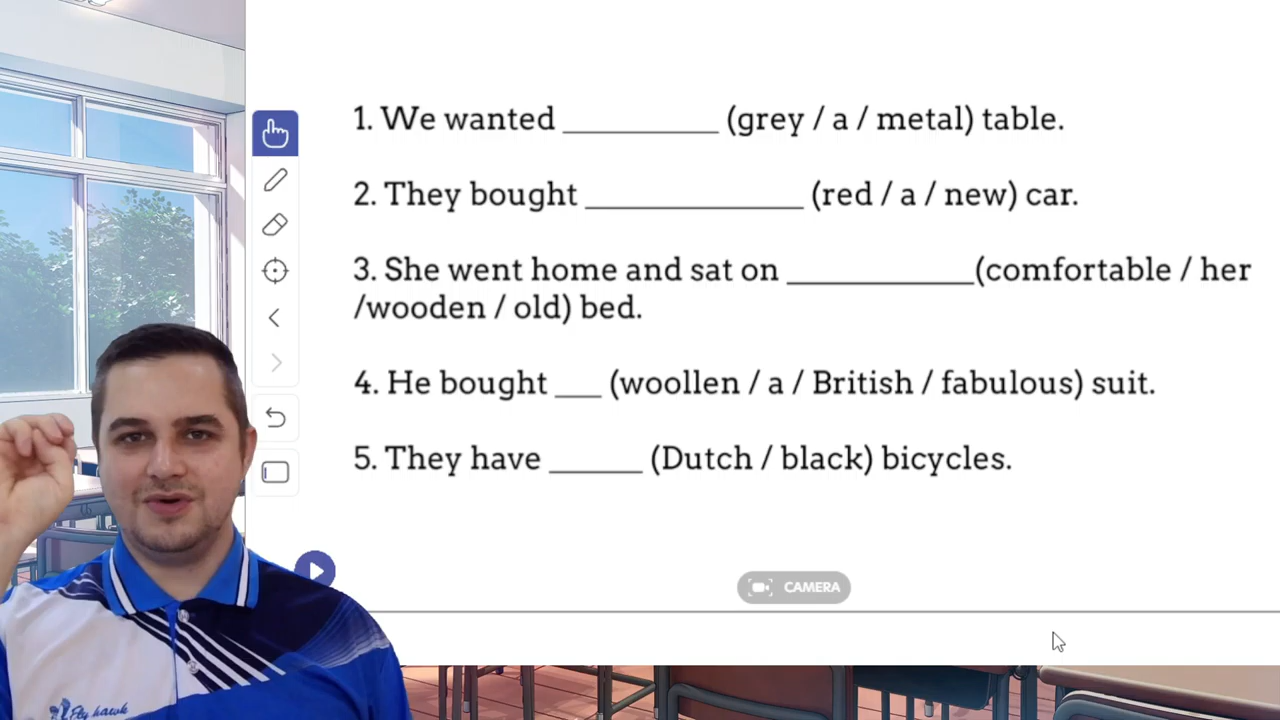 1. We wanted __________ (grey / a / metal) table.
2. They bought ______________ (red / a / new) car.
3. She went home and sat on ____________(comfortable / her
/wooden / old) bed.
4. He bought ___ (woollen / a / British / fabulous) suit.
5. They have ______ (Dutch / black) bicycles.
CAMERA
Fly hawk